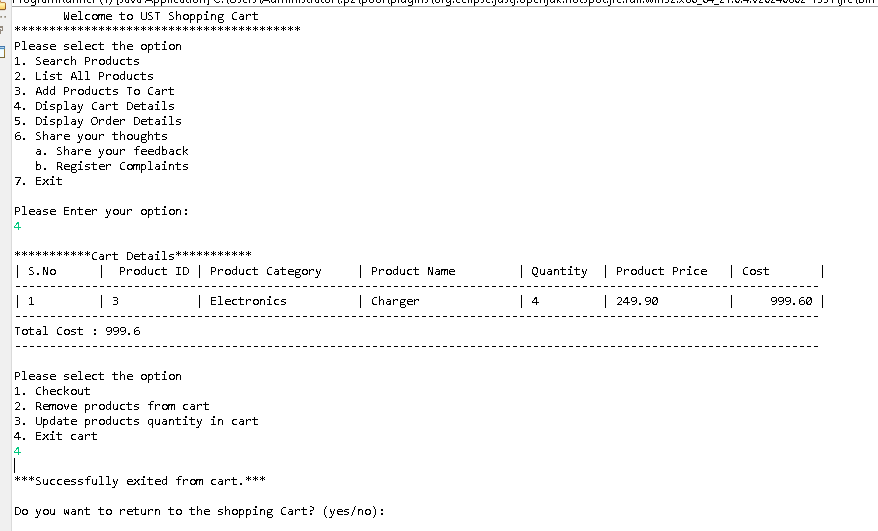 Welcome to UST Shopping Cart
*****************************************
Please select the option
1. Search Products
2. List All Products
3. Add Products To Cart
4. Display Cart Details
5. Display Order Details
6. Share your thoughts
a. Share your feedback
b. Register Complaints
7. Exit
Please Enter your option:
4
***********Cart Details***********
| S.No | Product ID | Product Category | Product Name | Quantity | Product Price | Cost |
-------------------------------------------------------------------------------------------------------------------
| 1 | 3 | Electronics | Charger | 4 | 249.90 | 999.60 |
-------------------------------------------------------------------------------------------------------------------
Total Cost : 999.6
-------------------------------------------------------------------------------------------------------------------
Please select the option
1. Checkout
2. Remove products from cart
3. Update products quantity in cart
4. Exit cart
4
***Successfully exited from cart.***
Do you want to return to the shopping Cart? (yes/no):